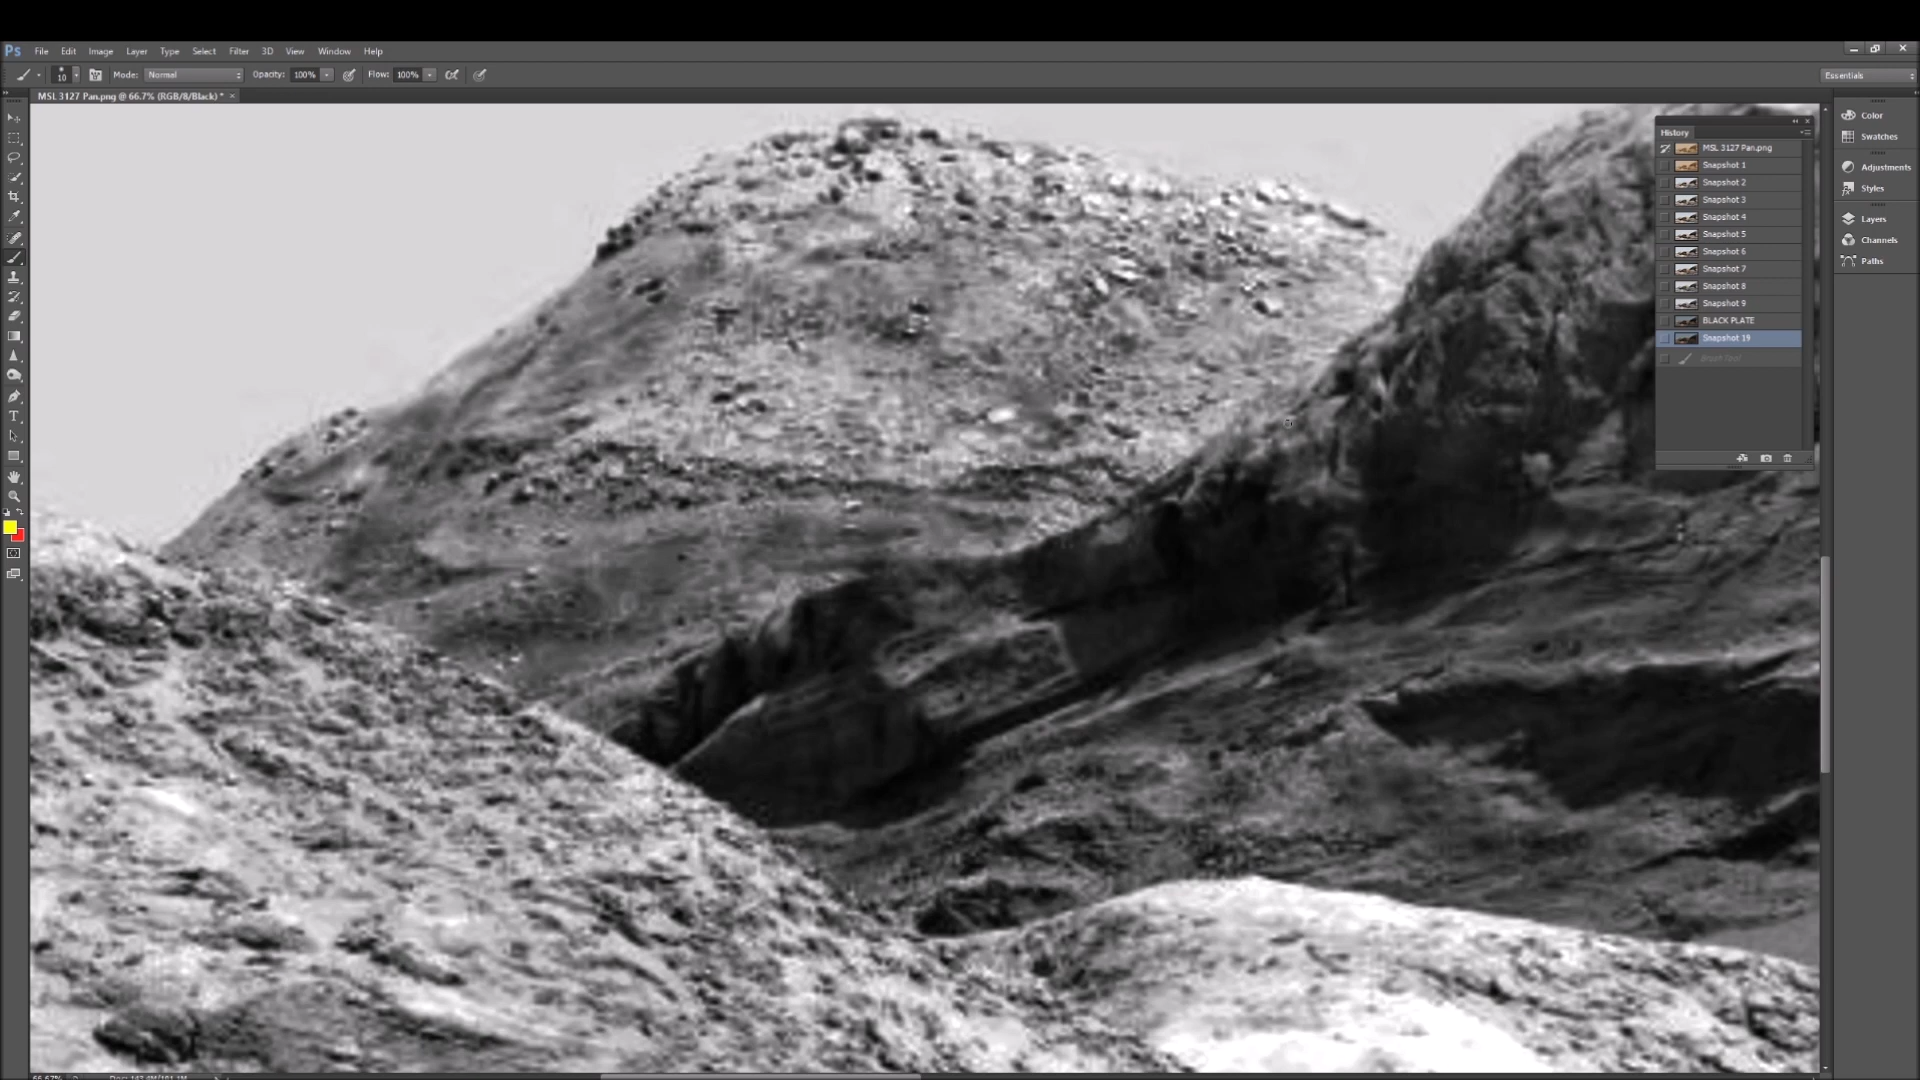 Ps File Edit Image Layer Type Select Filter 3D View Window Help
10 Mode: Normal Opacity: 100% Flow: 100% Essentials
MSL 3127 Pan.png @ 66.7% (RGB/8/Black) * ×
History
MSL 3127 Pan.png
Snapshot 1
Snapshot 2
Snapshot 3
Snapshot 4
Snapshot 5
Snapshot 6
Snapshot 7
Snapshot 8
Snapshot 9
BLACK PLATE
Snapshot 19
Brush Tool
Color
Swatches
Adjustments
Styles
Layers
Channels
Paths